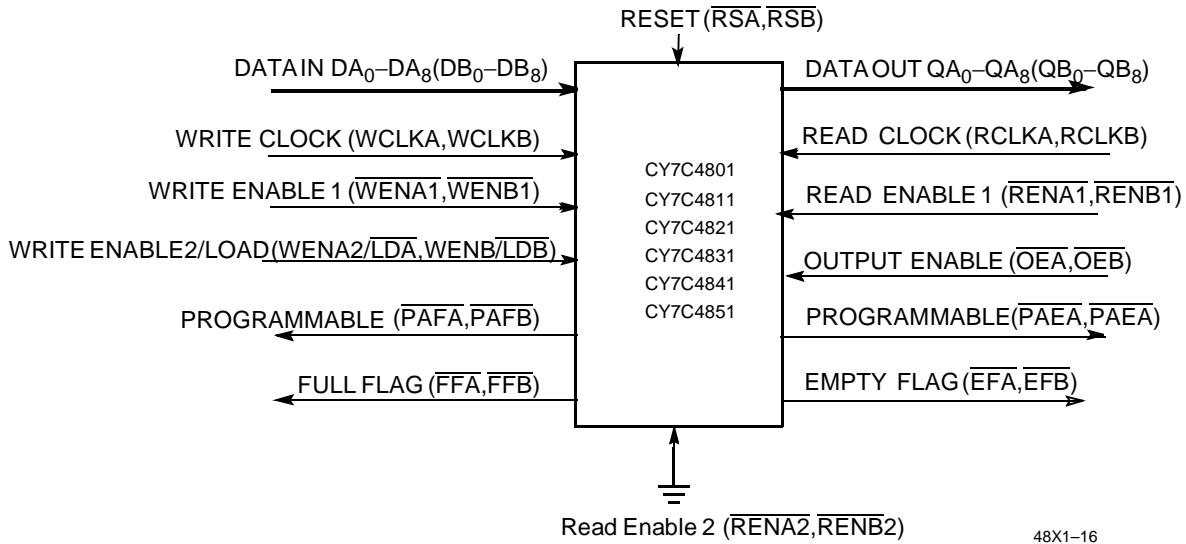 RESET (RSA,RSB)
DATA IN DA0–DA8(DB0–DB8)
DATA OUT QA0–QA8(QB0–QB8)
WRITE CLOCK (WCLKA,WCLKB)
READ CLOCK (RCLKA,RCLKB)
WRITE ENABLE 1 (WENA1,WENB1)
READ ENABLE 1 (RENA1,RENB1)
WRITE ENABLE2/LOAD(WENA2/LDA,WENB/LDB)
OUTPUT ENABLE (OEA,OEB)
PROGRAMMABLE (PAFA,PAFB)
PROGRAMMABLE(PAEA,PAEA)
FULL FLAG (FFA,FFB)
EMPTY FLAG (EFA,EFB)
CY7C4801
CY7C4811
CY7C4821
CY7C4831
CY7C4841
CY7C4851
Read Enable 2 (RENA2,RENB2)
48X1–16